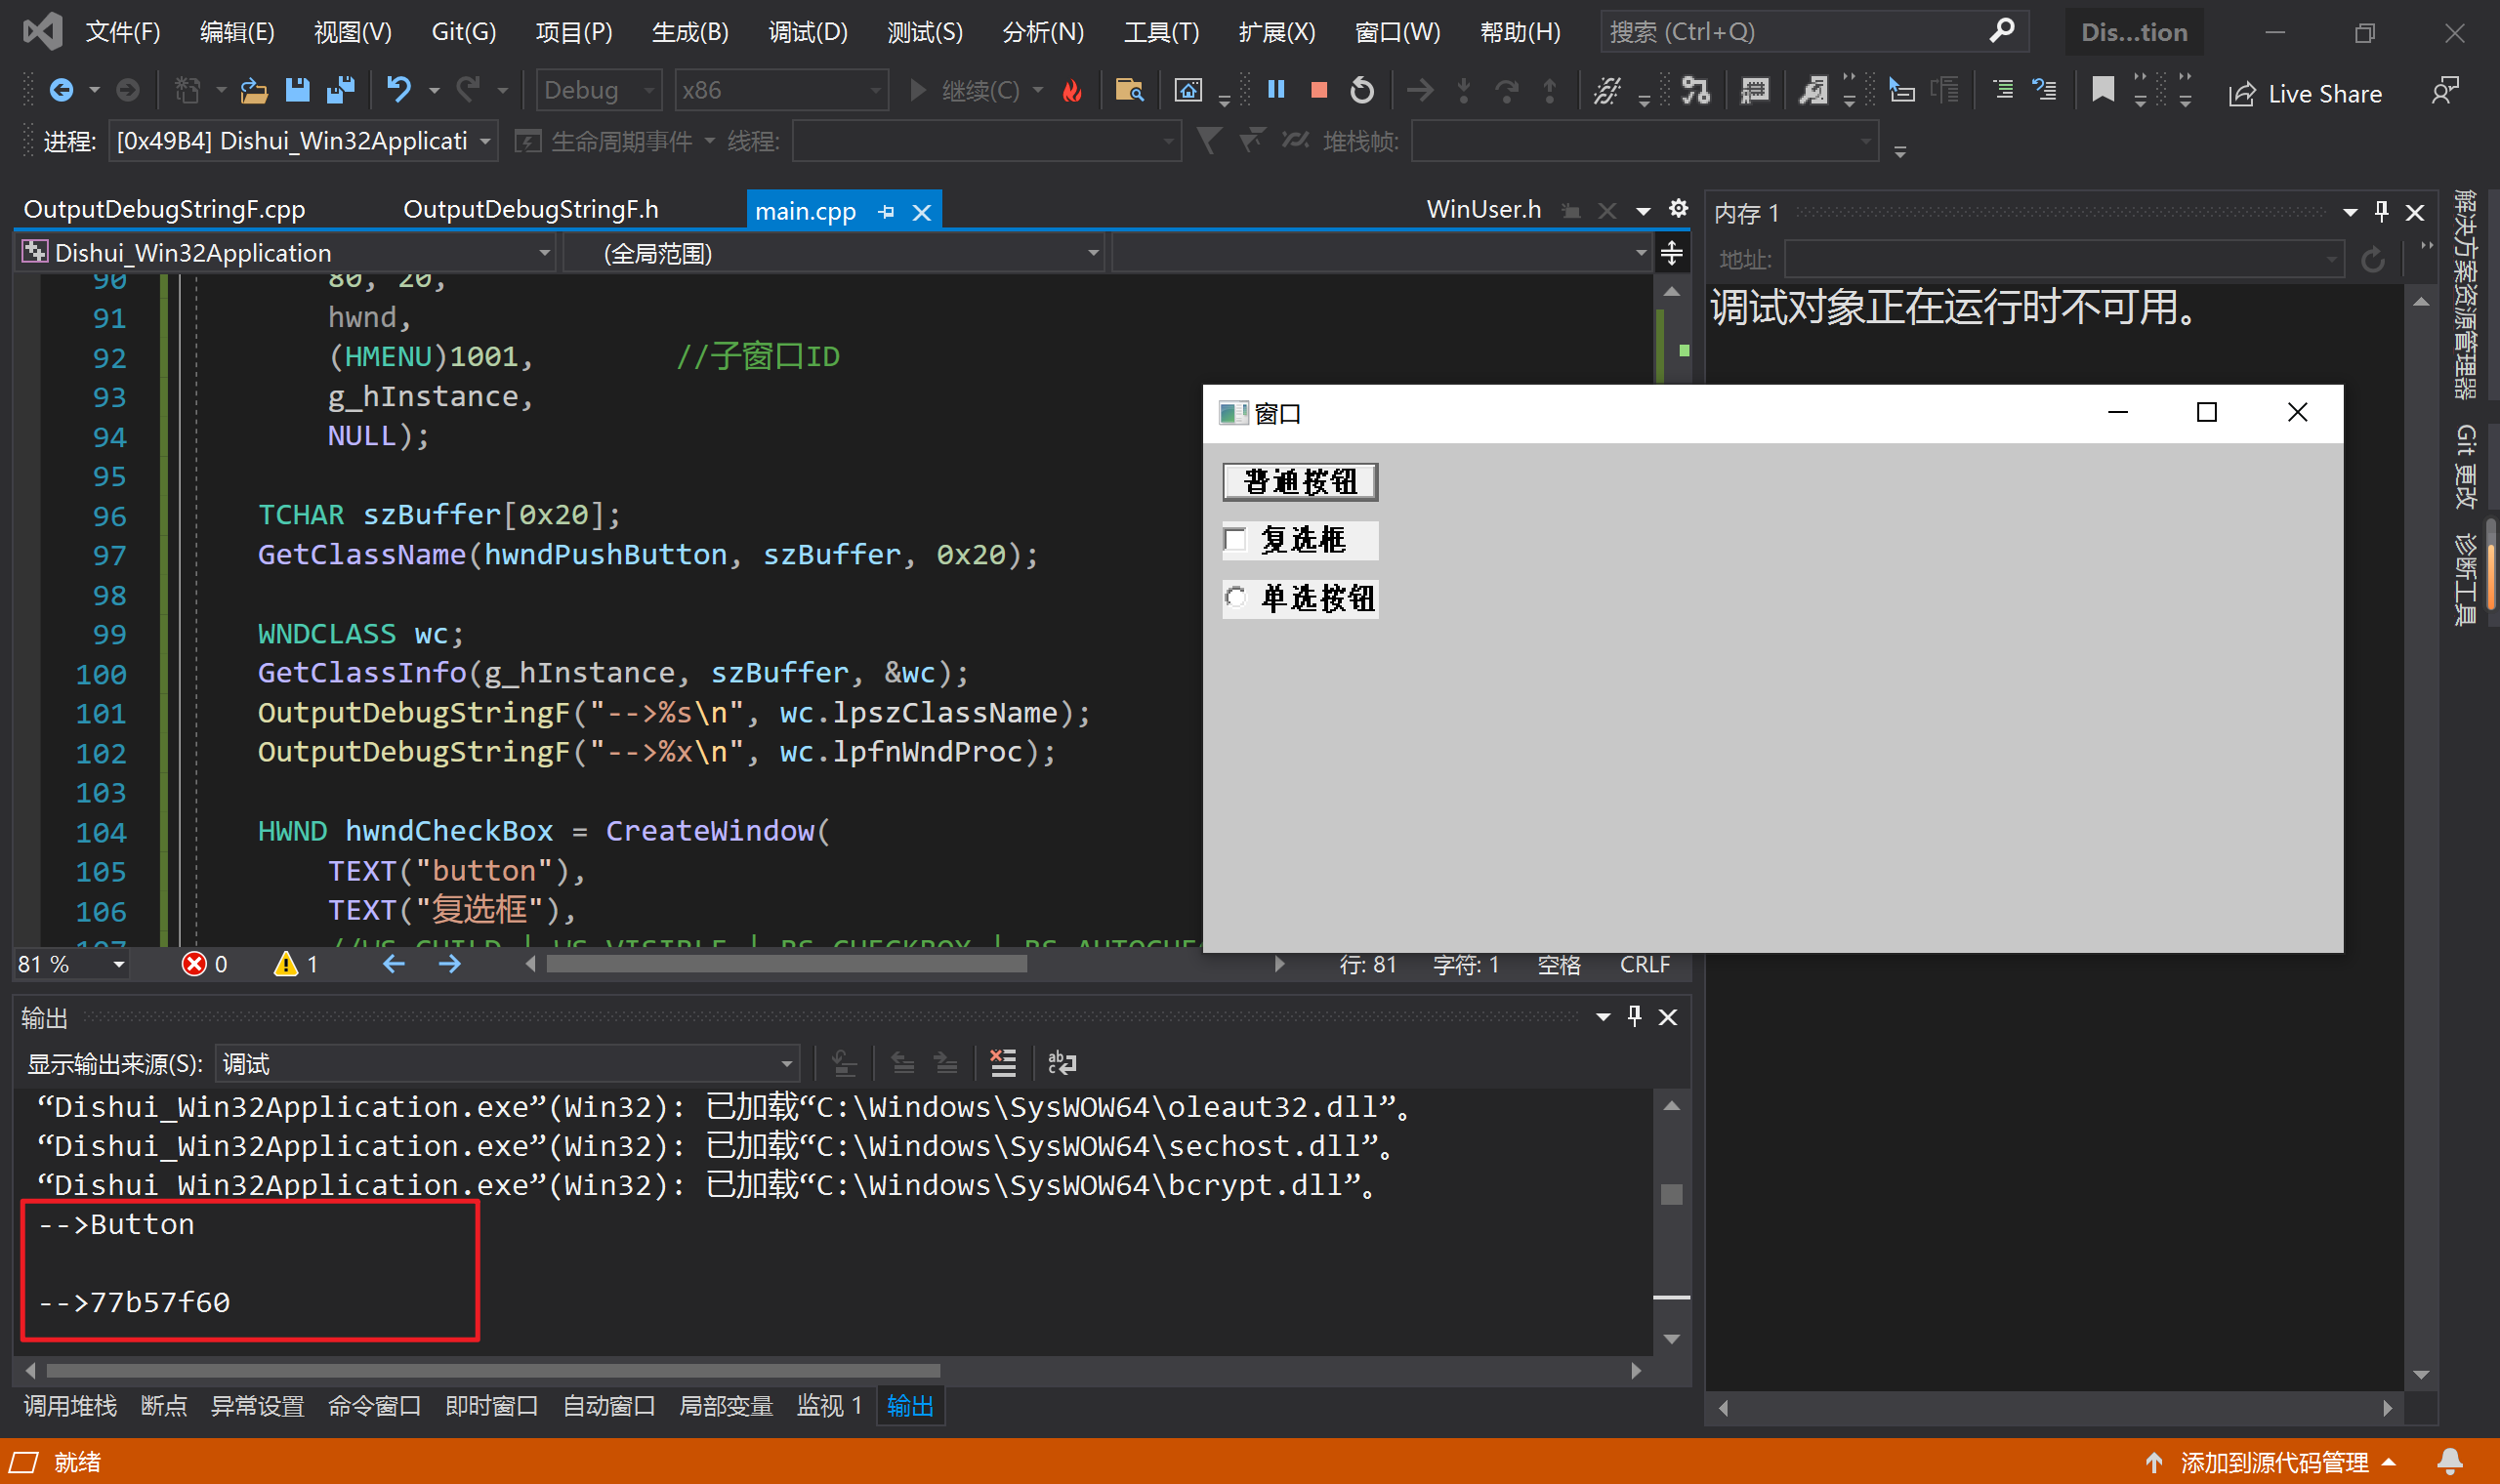 文件(F) 编辑(E) 视图(V) Git(G) 项目(P) 生成(B) 调试(D) 测试(S) 分析(N) 工具(T) 扩展(X) 窗口(W) 帮助(H) 搜索 (Ctrl+Q) Dis...tion
Debug x86 继续(C) Live Share
进程: [0x49B4] Dishui_Win32Applicati 生命周期事件 线程: 堆栈帧:
OutputDebugStringF.cpp OutputDebugStringF.h main.cpp WinUser.h
Dishui_Win32Application (全局范围)
90 80, 20,
91 hwnd,
92 (HMENU)1001, //子窗口ID
93 g_hInstance,
94 NULL);
95
96 TCHAR szBuffer[0x20];
97 GetClassName(hwndPushButton, szBuffer, 0x20);
98
99 WNDCLASS wc;
100 GetClassInfo(g_hInstance, szBuffer, &wc);
101 OutputDebugStringF("-->%s\n", wc.lpszClassName);
102 OutputDebugStringF("-->%x\n", wc.lpfnWndProc);
103
104 HWND hwndCheckBox = CreateWindow(
105 TEXT("button"),
106 TEXT("复选框"),
107 //WS_CHILD | WS_VISIBLE | BS_CHECKBOX | BS_AUTOCHE
81 % 0 1 行: 81 字符: 1 空格 CRLF
内存 1
地址:
调试对象正在运行时不可用。
窗口
普通按钮
复选框
单选按钮
解决方案资源管理器
Git 更改
诊断工具
输出
显示输出来源(S): 调试
“Dishui_Win32Application.exe”(Win32): 已加载“C:\Windows\SysWOW64\oleaut32.dll”。
“Dishui_Win32Application.exe”(Win32): 已加载“C:\Windows\SysWOW64\sechost.dll”。
“Dishui_Win32Application.exe”(Win32): 已加载“C:\Windows\SysWOW64\bcrypt.dll”。
-->Button
-->77b57f60
调用堆栈 断点 异常设置 命令窗口 即时窗口 自动窗口 局部变量 监视 1 输出
就绪 添加到源代码管理